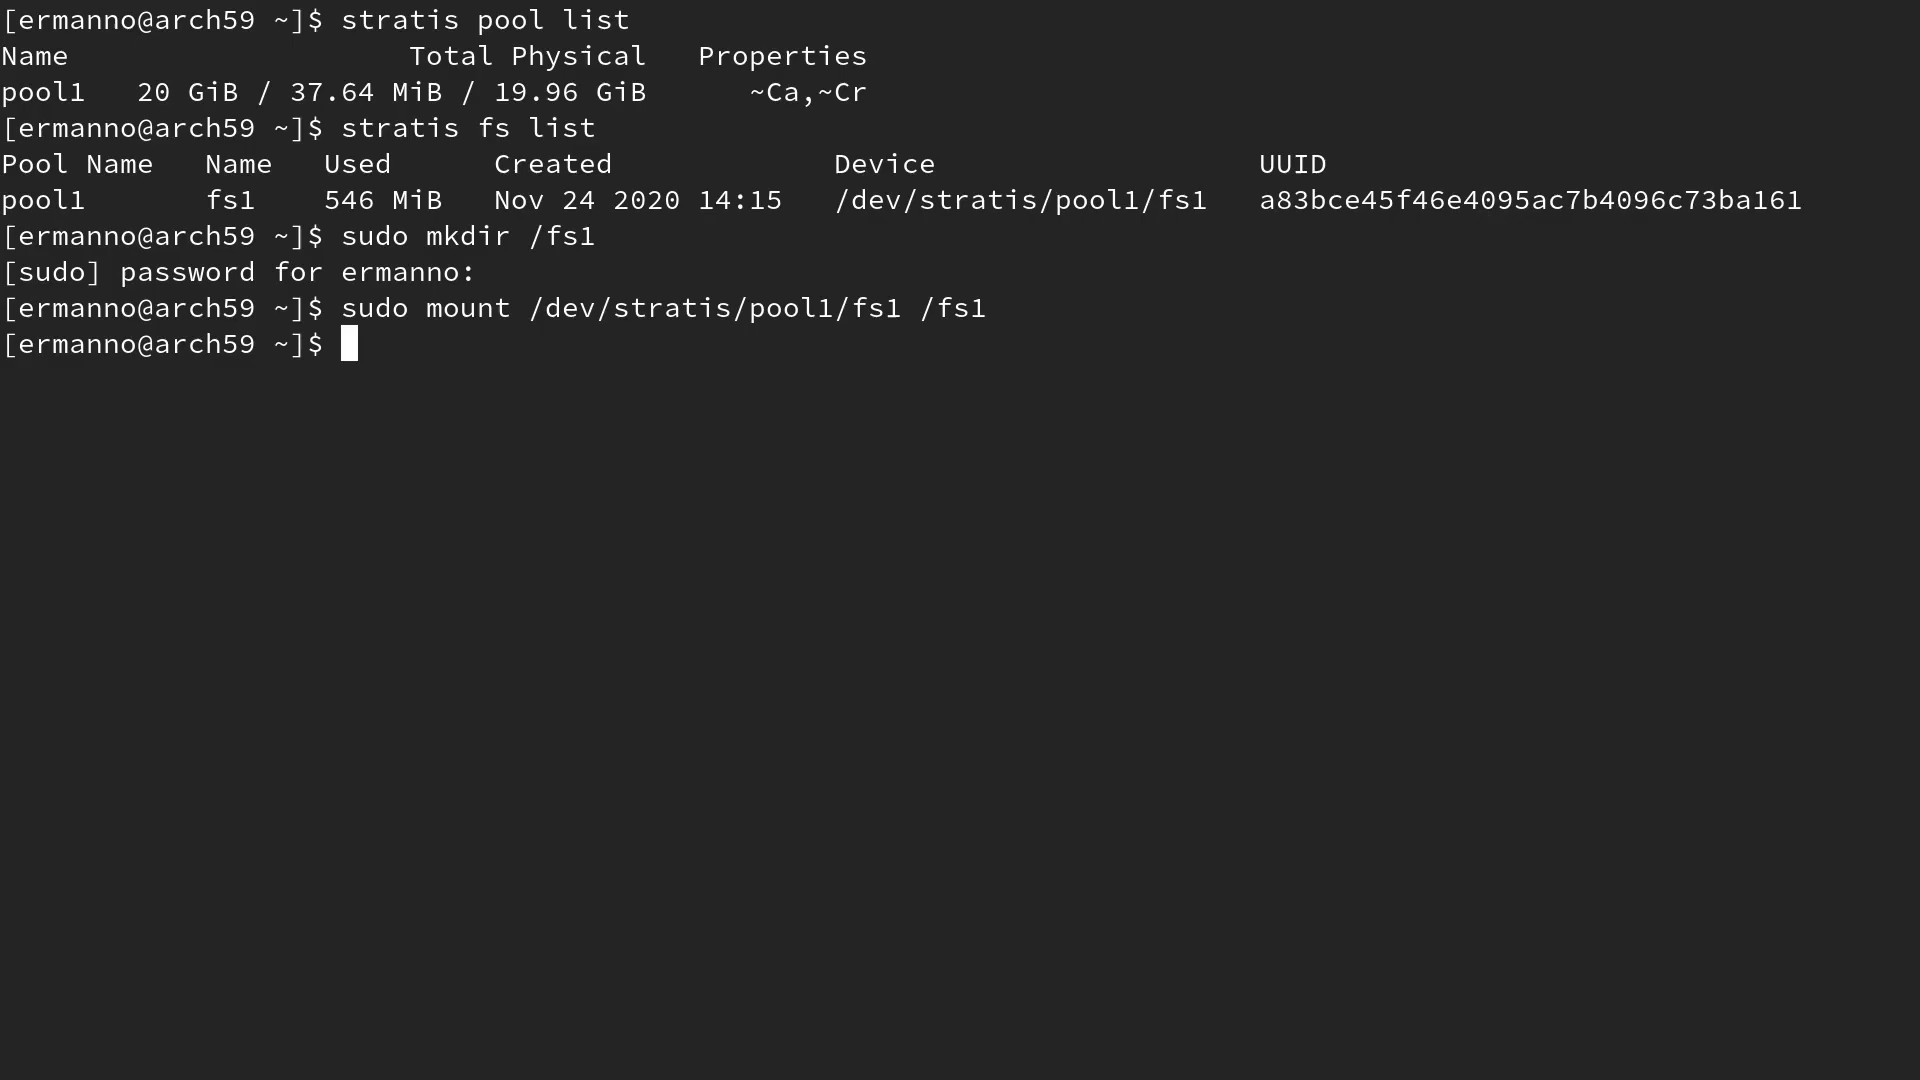 [ermanno@arch59 ~]$ stratis pool list
Name                    Total Physical   Properties
pool1   20 GiB / 37.64 MiB / 19.96 GiB      ~Ca,~Cr
[ermanno@arch59 ~]$ stratis fs list
Pool Name   Name   Used      Created             Device                   UUID
pool1       fs1    546 MiB   Nov 24 2020 14:15   /dev/stratis/pool1/fs1   a83bce45f46e4095ac7b4096c73ba161
[ermanno@arch59 ~]$ sudo mkdir /fs1
[sudo] password for ermanno:
[ermanno@arch59 ~]$ sudo mount /dev/stratis/pool1/fs1 /fs1
[ermanno@arch59 ~]$